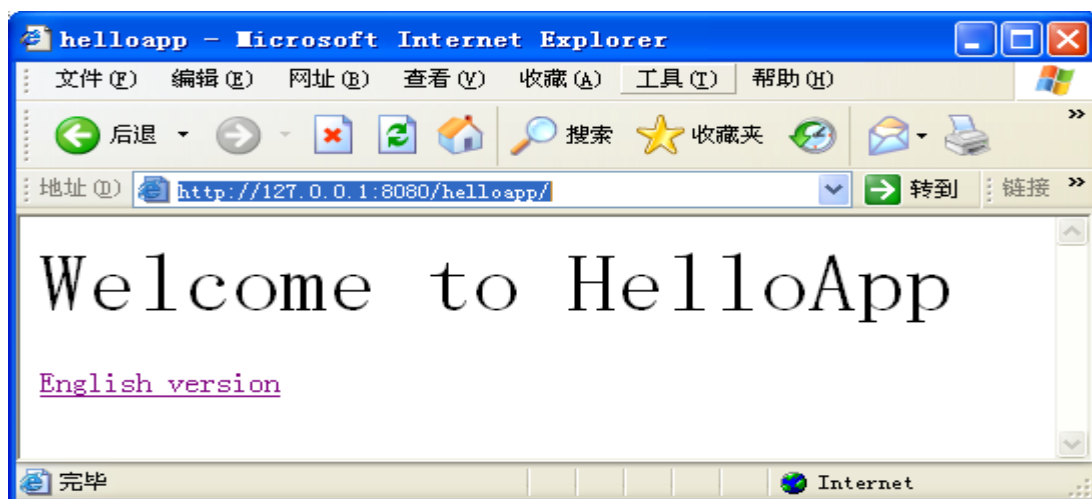 helloapp - Microsoft Internet Explorer
文件(F) 编辑(E) 网址(B) 查看(V) 收藏(A) 工具(T) 帮助(H)
后退 搜索 收藏夹 »
地址(D) http://127.0.0.1:8080/helloapp/ 转到 链接 »
Welcome to HelloApp
English version
完毕 Internet